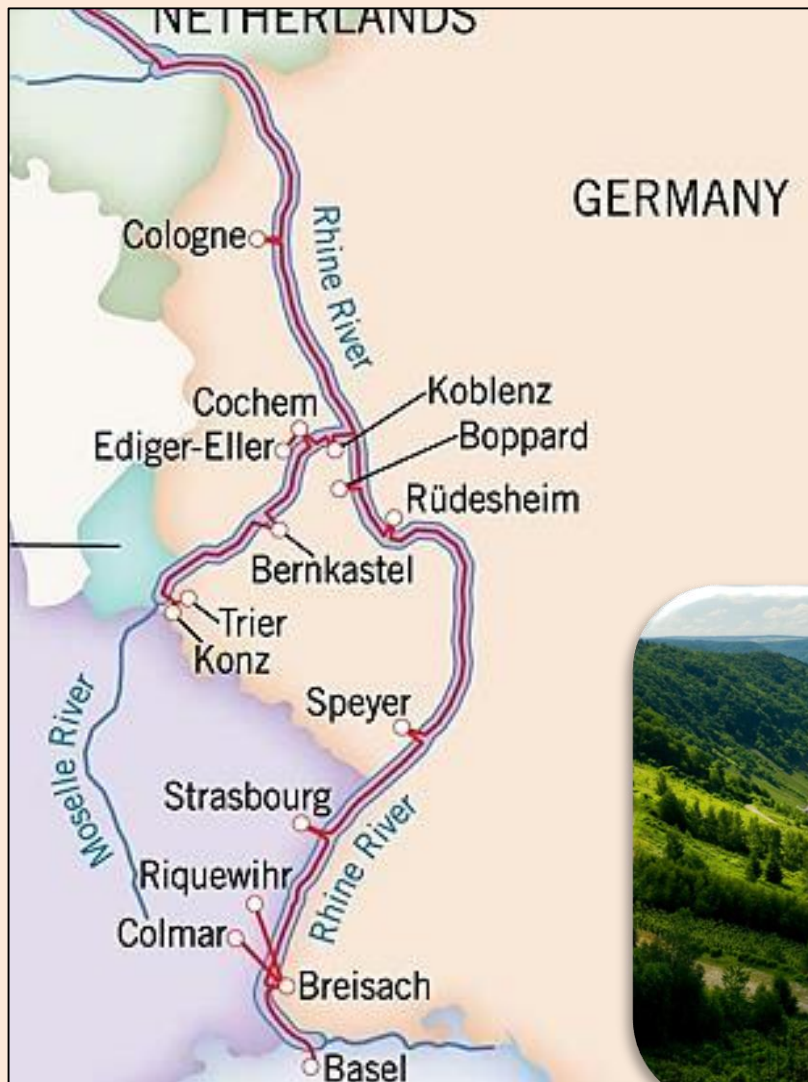 NETHERLANDS
GERMANY
Cologne
Rhine River
Cochem
Koblenz
Ediger-Eller
Boppard
Rüdesheim
Bernkastel
Trier
Konz
Moselle River
Speyer
Strasbourg
Rhine River
Riquewihr
Colmar
Breisach
Basel